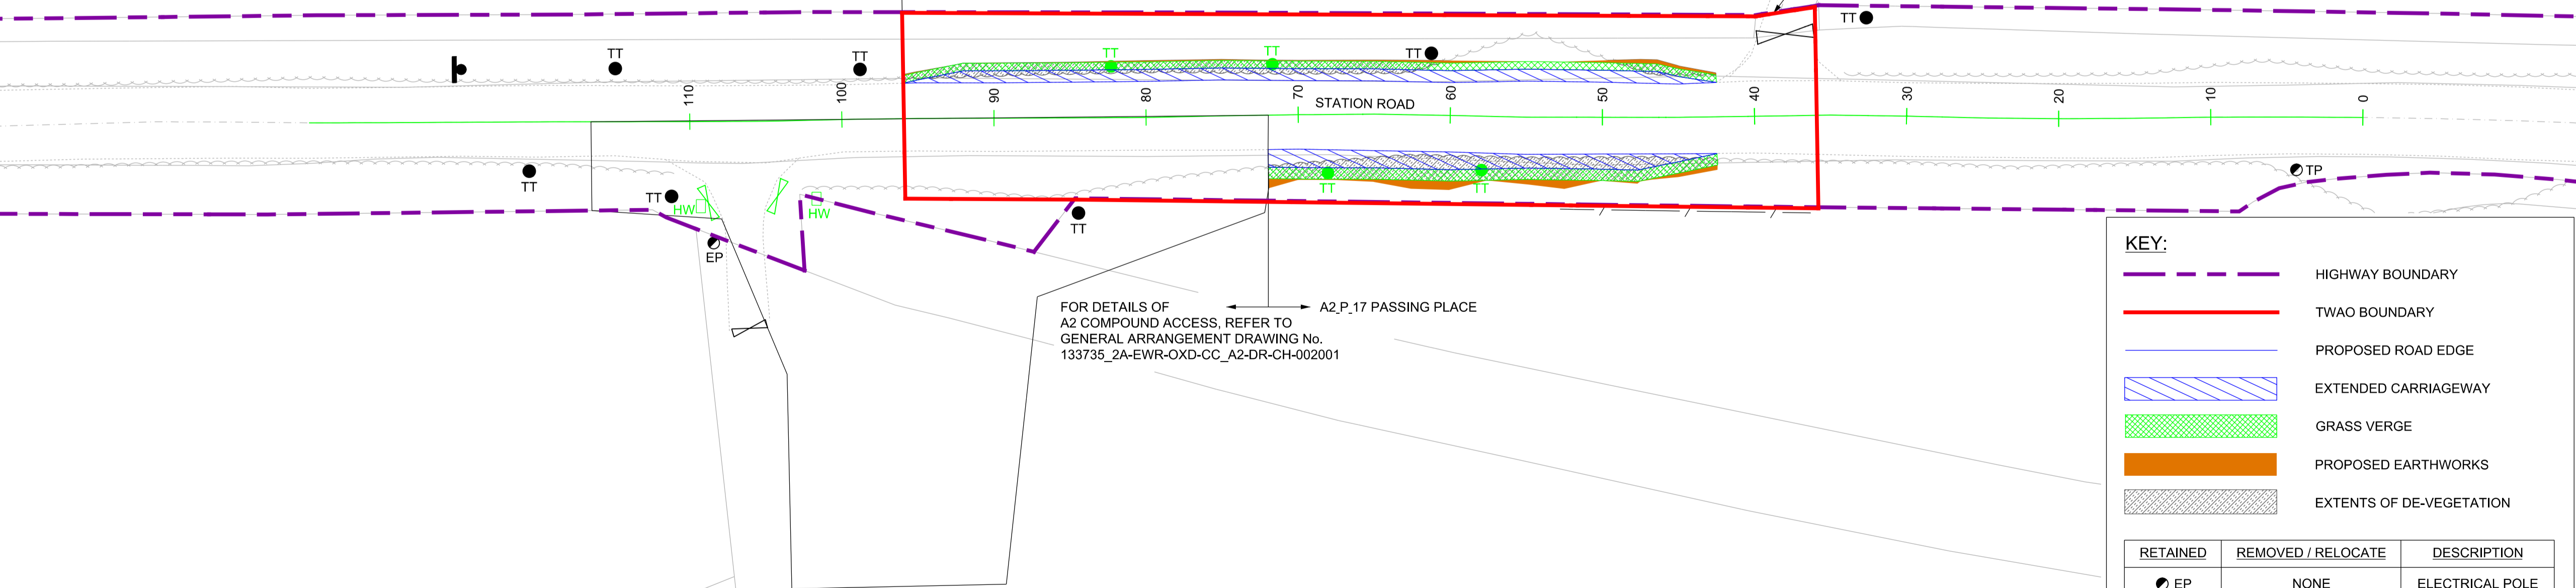 TT
TT
TT
TT
TT
TT
110
100
90
80
70
60
50
40
30
20
10
0
STATION ROAD
TT
TT
HW
HW
TT
TT
TT
TP
EP
FOR DETAILS OF
A2 COMPOUND ACCESS, REFER TO
GENERAL ARRANGEMENT DRAWING No.
133735_2A-EWR-OXD-CC_A2-DR-CH-002001
A2_P_17 PASSING PLACE
KEY:
HIGHWAY BOUNDARY
TWAO BOUNDARY
PROPOSED ROAD EDGE
EXTENDED CARRIAGEWAY
GRASS VERGE
PROPOSED EARTHWORKS
EXTENTS OF DE-VEGETATION
RETAINED REMOVED / RELOCATE DESCRIPTION
EP NONE ELECTRICAL POLE